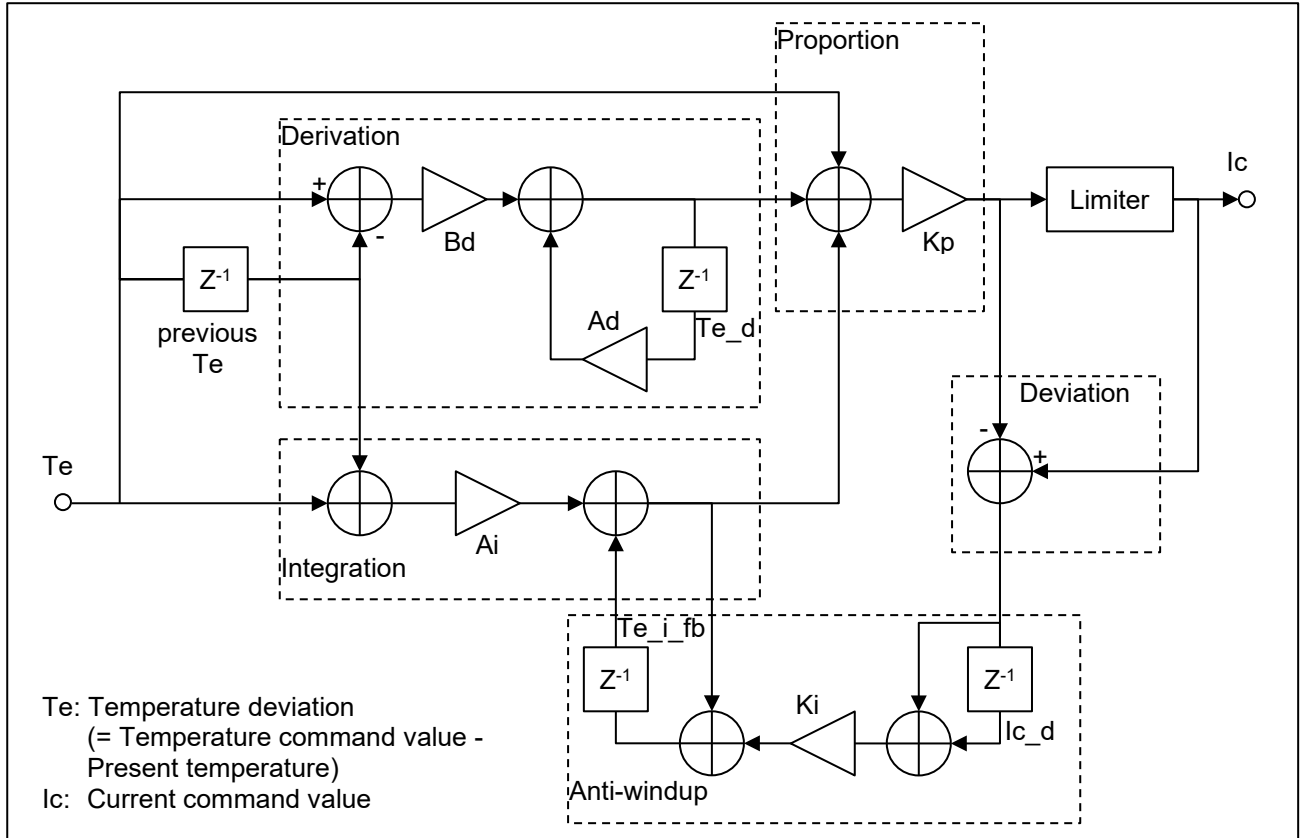 Proportion
Derivation
+
-
Bd
Kp
Limiter
Ic
Z-1
previous
Te
Ad
Z-1
Te_d
Deviation
-
+
Te
Ai
Integration
Te_i_fb
Z-1
Ki
Z-1
Ic_d
Anti-windup
Te: Temperature deviation
(= Temperature command value -
Present temperature)
Ic: Current command value